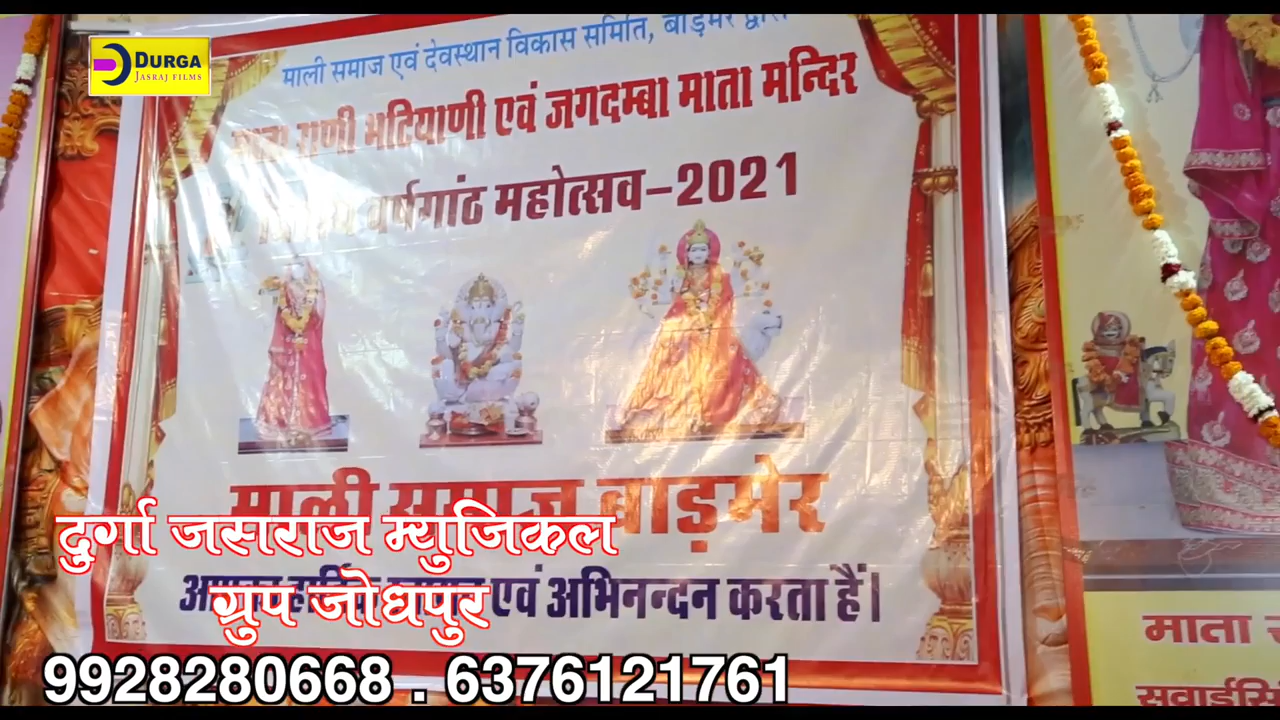 DURGA
JASRAJ FILMS
माली समाज एवं देवस्थान विकास समिति, बाड़मेर द्वारा
माता राणी भटियाणी एवं जगदम्बा माता मन्दिर
वर्षगांठ महोत्सव–2021
माली समाज बाड़मेर
दुर्गा जसराज म्युजिकल
एवं अभिनन्दन करता हैं।
ग्रुप जोधपुर
माता
9928280668 . 6376121761